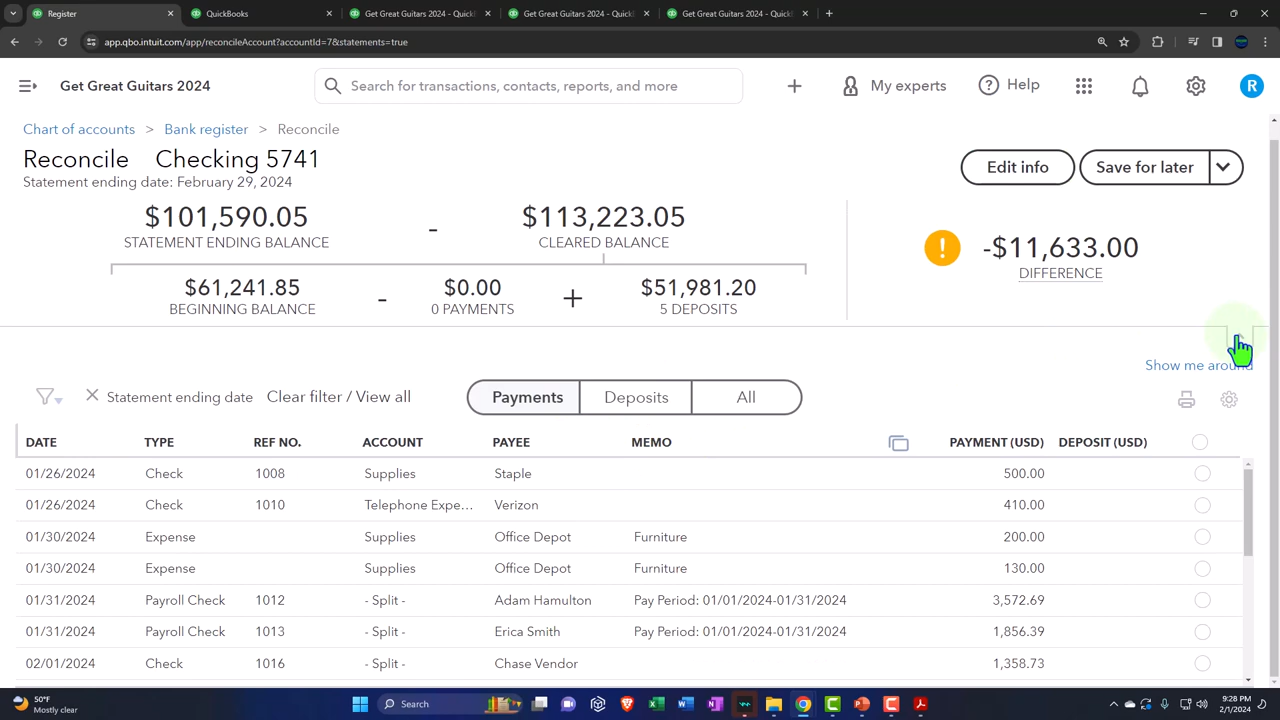 Register
QuickBooks
Get Great Guitars 2024 - QuickB
Get Great Guitars 2024 - QuickB
Get Great Guitars 2024 - QuickB
app.qbo.intuit.com/app/reconcileAccount?accountId=7&statements=true
Get Great Guitars 2024
Search for transactions, contacts, reports, and more
My experts
Help
R
Chart of accounts > Bank register > Reconcile
Reconcile Checking 5741
Statement ending date: February 29, 2024
Edit info
Save for later
$101,590.05 - $113,223.05
STATEMENT ENDING BALANCE CLEARED BALANCE
-$11,633.00
DIFFERENCE
$61,241.85 - $0.00 + $51,981.20
BEGINNING BALANCE 0 PAYMENTS 5 DEPOSITS
Show me around
Statement ending date Clear filter / View all
Payments Deposits All
DATE TYPE REF NO. ACCOUNT PAYEE MEMO PAYMENT (USD) DEPOSIT (USD)
01/26/2024 Check 1008 Supplies Staple 500.00
01/26/2024 Check 1010 Telephone Expe... Verizon 410.00
01/30/2024 Expense Supplies Office Depot Furniture 200.00
01/30/2024 Expense Supplies Office Depot Furniture 130.00
01/31/2024 Payroll Check 1012 - Split - Adam Hamulton Pay Period: 01/01/2024-01/31/2024 3,572.69
01/31/2024 Payroll Check 1013 - Split - Erica Smith Pay Period: 01/01/2024-01/31/2024 1,856.39
02/01/2024 Check 1016 - Split - Chase Vendor 1,358.73
50°F
Mostly clear
Search
9:28 PM
2/1/2024